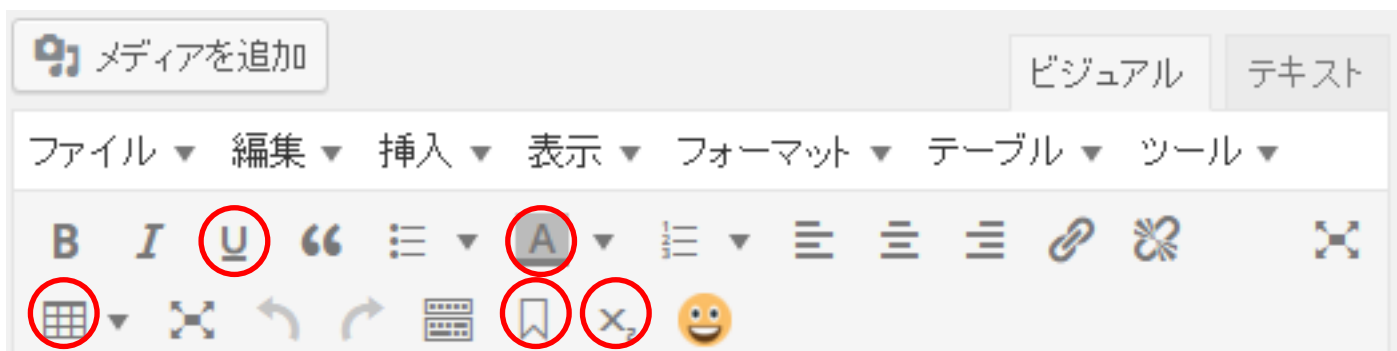 メディアを追加
ビジュアル テキスト
ファイル ▼ 編集 ▼ 挿入 ▼ 表示 ▼ フォーマット ▼ テーブル ▼ ツール ▼
B I U A
x₂